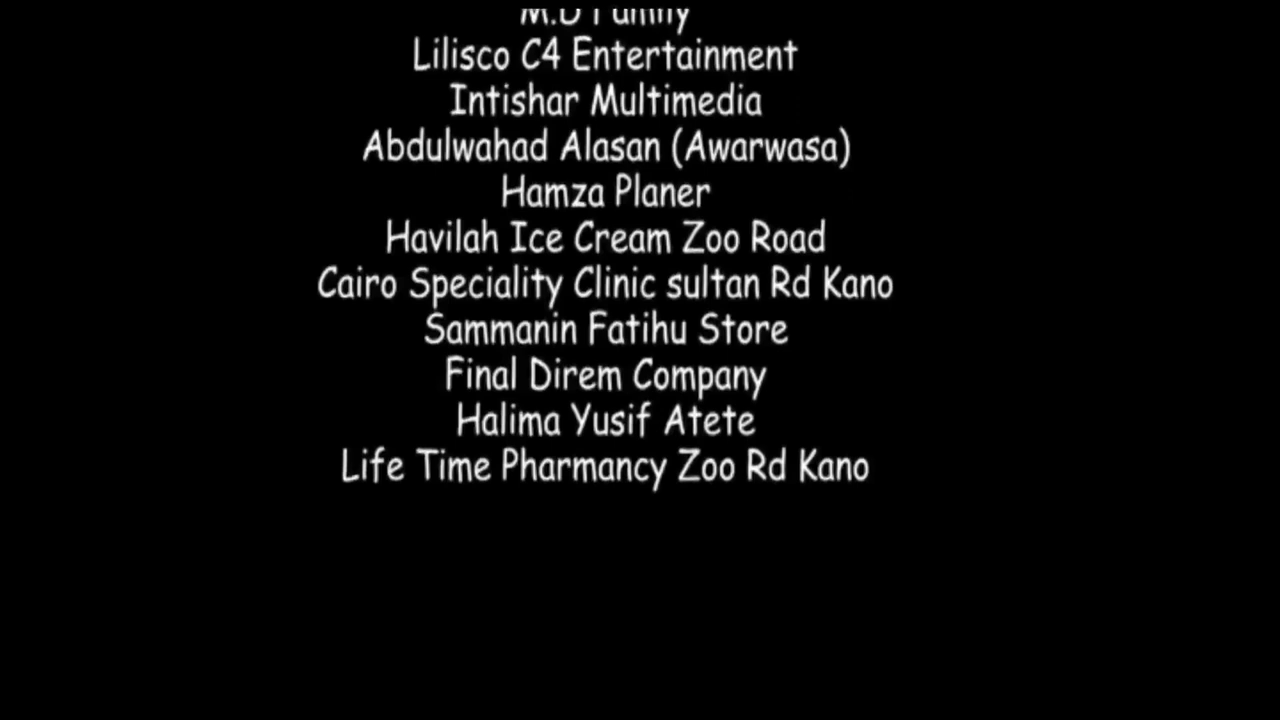 Lilisco C4 Entertainment
Intishar Multimedia
Abdulwahad Alasan (Awarwasa)
Hamza Planer
Havilah Ice Cream Zoo Road
Cairo Speciality Clinic sultan Rd Kano
Sammanin Fatihu Store
Final Direm Company
Halima Yusif Atete
Life Time Pharmancy Zoo Rd Kano